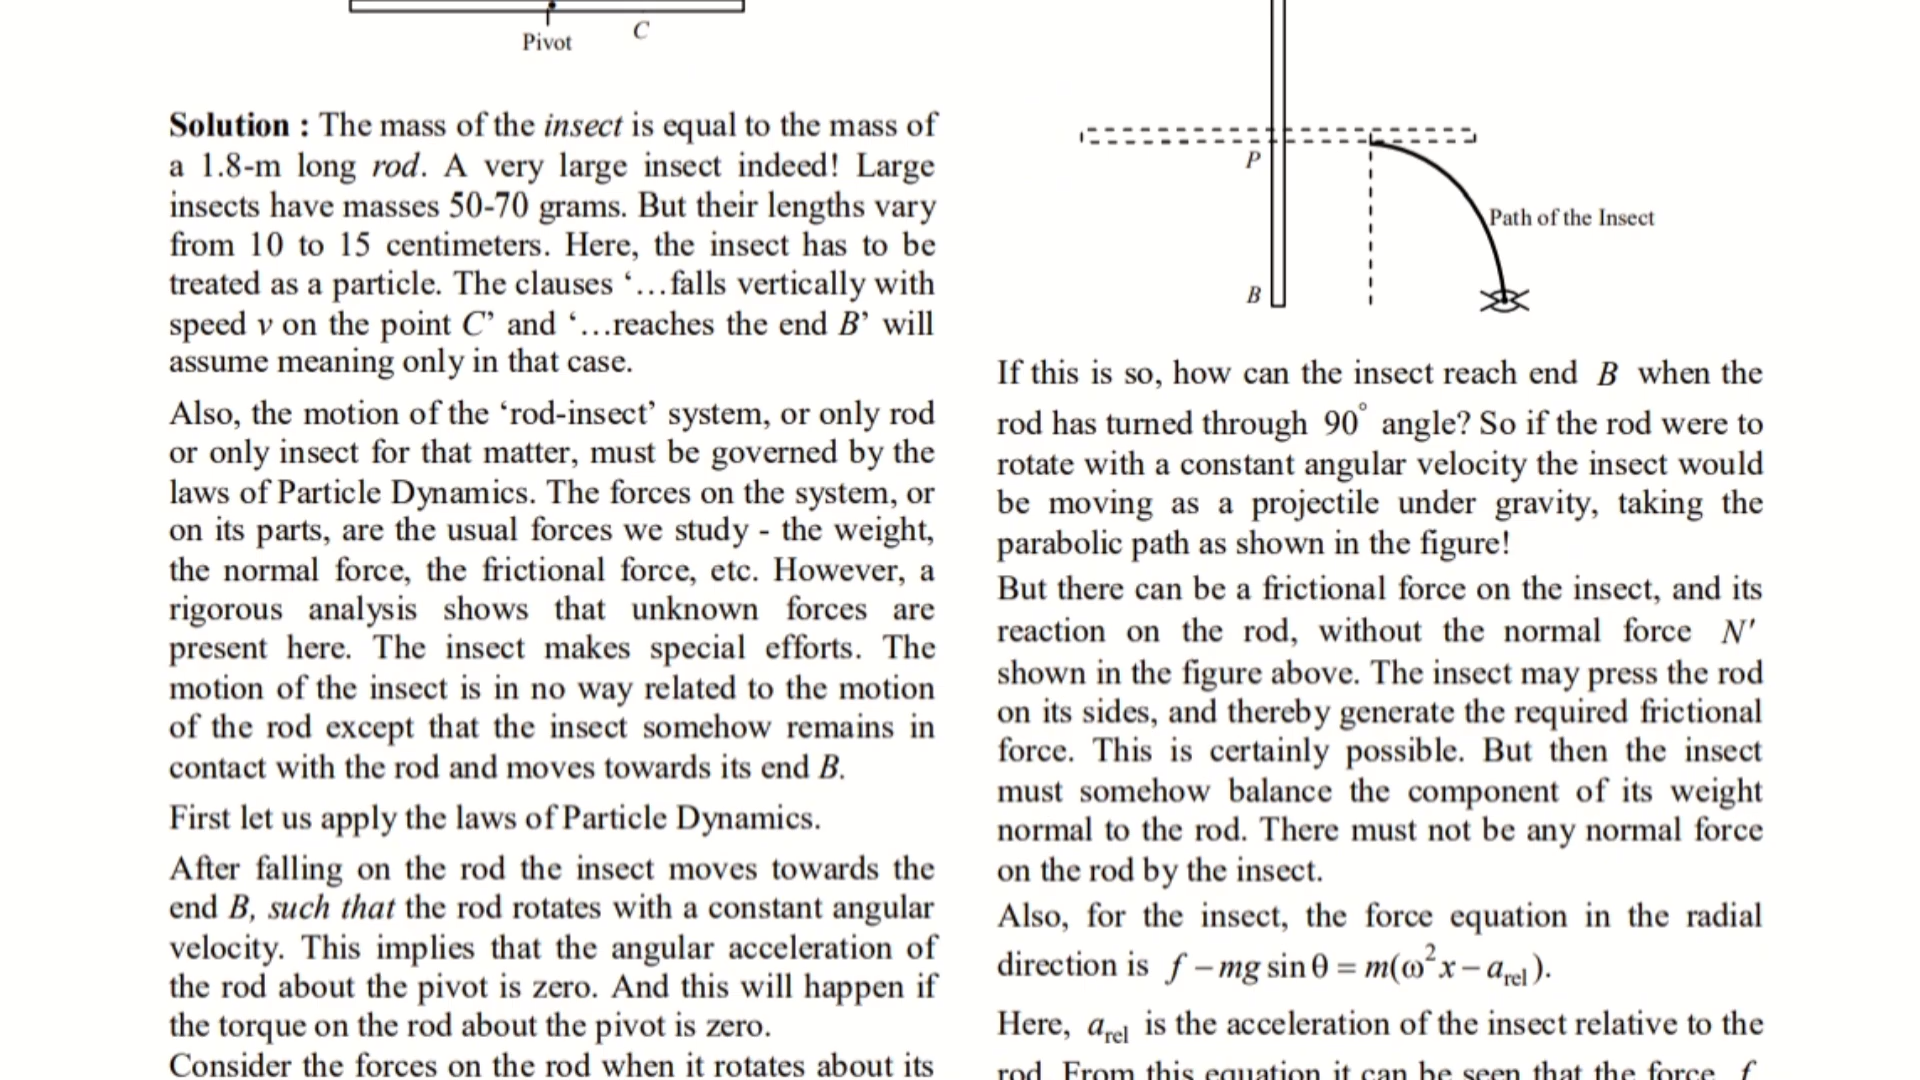 Pivot
C
Solution : The mass of the insect is equal to the mass of
a 1.8-m long rod. A very large insect indeed! Large
insects have masses 50-70 grams. But their lengths vary
from 10 to 15 centimeters. Here, the insect has to be
treated as a particle. The clauses ‘…falls vertically with
speed v on the point C’ and ‘…reaches the end B’ will
assume meaning only in that case.
Also, the motion of the ‘rod-insect’ system, or only rod
or only insect for that matter, must be governed by the
laws of Particle Dynamics. The forces on the system, or
on its parts, are the usual forces we study - the weight,
the normal force, the frictional force, etc. However, a
rigorous analysis shows that unknown forces are
present here. The insect makes special efforts. The
motion of the insect is in no way related to the motion
of the rod except that the insect somehow remains in
contact with the rod and moves towards its end B.
First let us apply the laws of Particle Dynamics.
After falling on the rod the insect moves towards the
end B, such that the rod rotates with a constant angular
velocity. This implies that the angular acceleration of
the rod about the pivot is zero. And this will happen if
the torque on the rod about the pivot is zero.
Consider the forces on the rod when it rotates about its
P
Path of the Insect
B
If this is so, how can the insect reach end B when the
rod has turned through 90° angle? So if the rod were to
rotate with a constant angular velocity the insect would
be moving as a projectile under gravity, taking the
parabolic path as shown in the figure!
But there can be a frictional force on the insect, and its
reaction on the rod, without the normal force N′
shown in the figure above. The insect may press the rod
on its sides, and thereby generate the required frictional
force. This is certainly possible. But then the insect
must somehow balance the component of its weight
normal to the rod. There must not be any normal force
on the rod by the insect.
Also, for the insect, the force equation in the radial
direction is f − mg sin θ = m(ω²x − a_rel).
Here, a_rel is the acceleration of the insect relative to the
rod. From this equation it can be seen that the force f